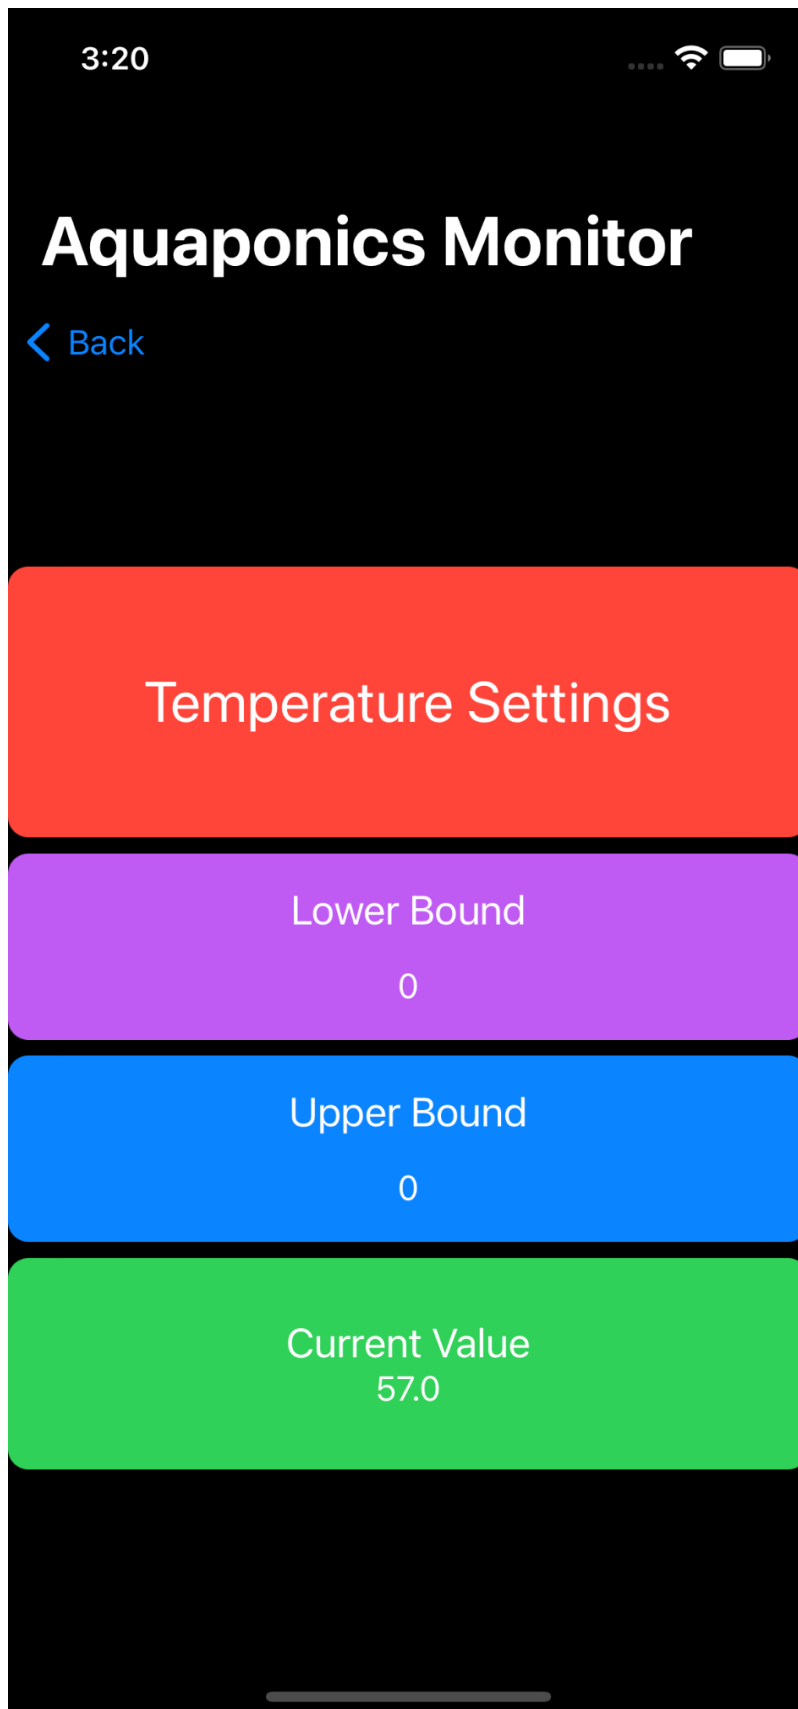 3:20
Aquaponics Monitor
Back
Temperature Settings
Lower Bound
0
Upper Bound
0
Current Value
57.0